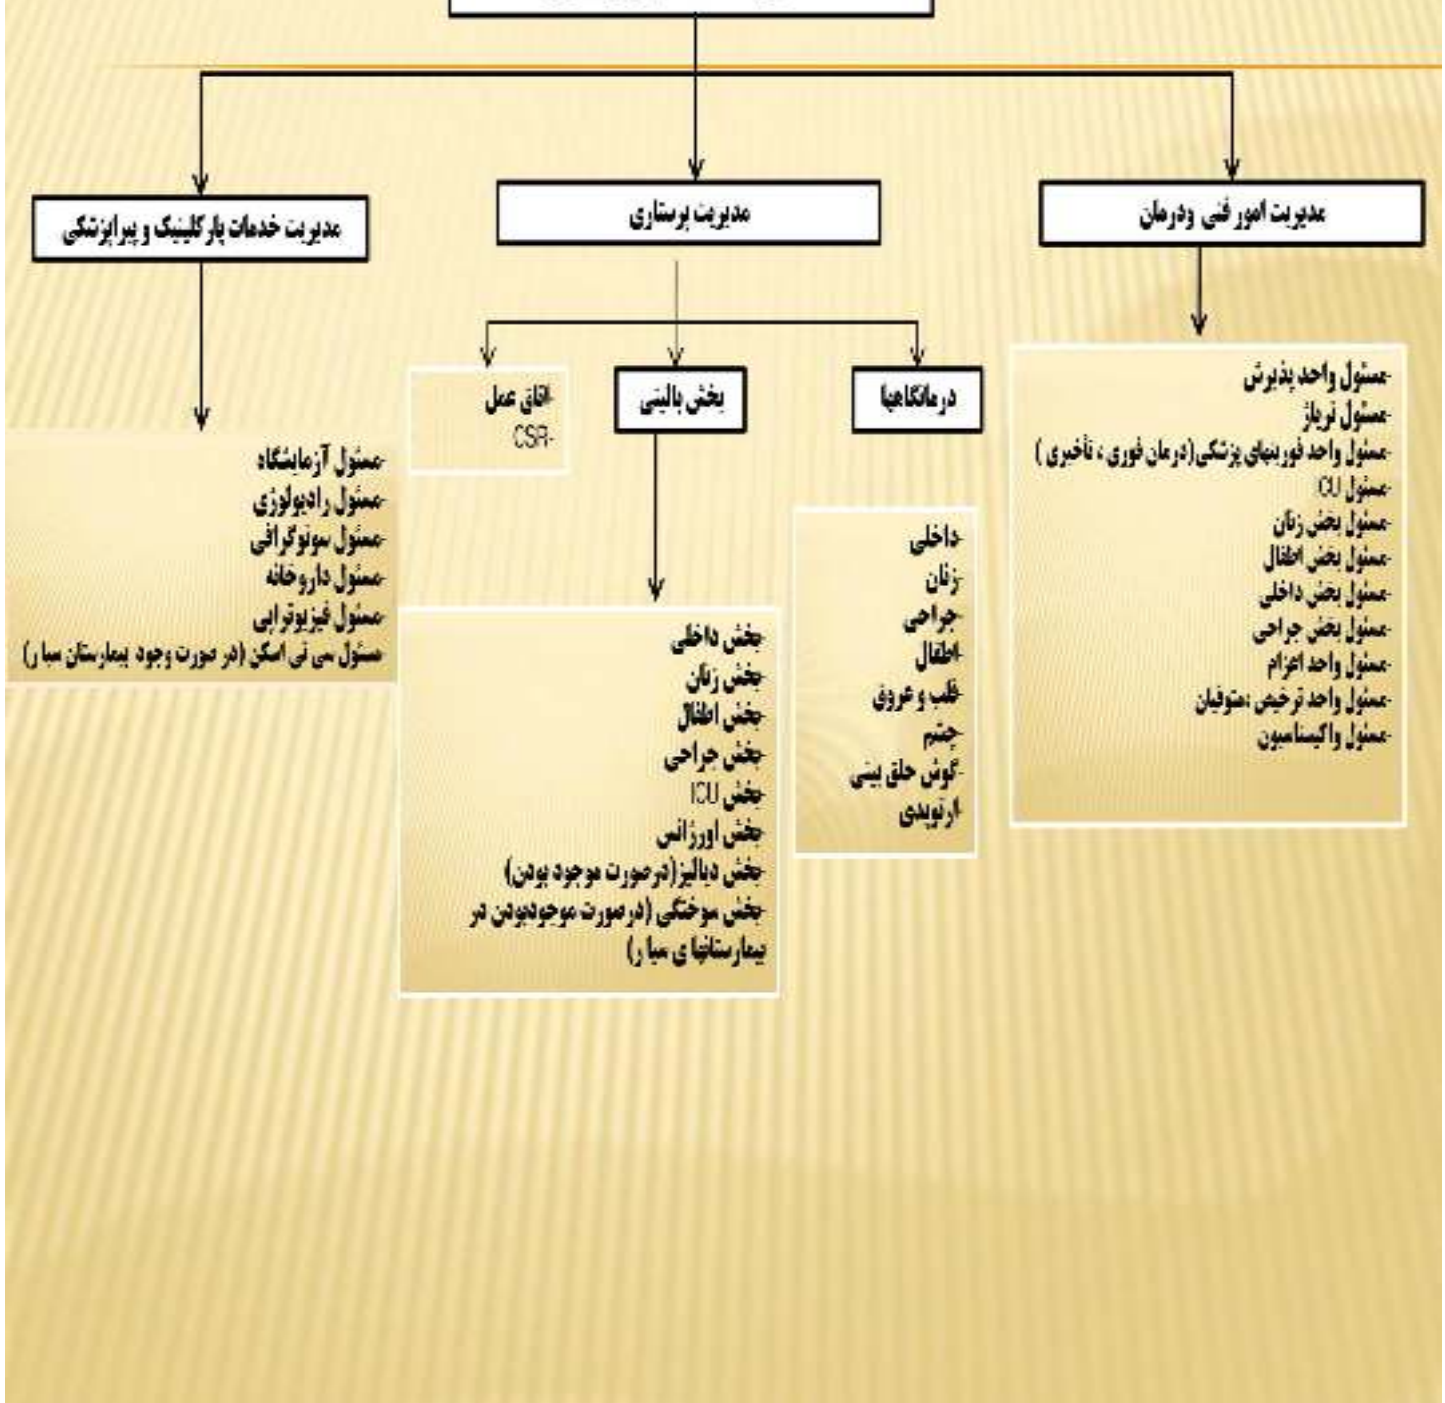 مدیریت امور فنی ودرمان
مدیریت پرستاری
مدیریت خدمات پارکلینیک و پیراپزشکی
-مسئول واحد پذیرش
-مسئول تریاژ
-مسئول واحد فوریتهای پزشکی(درمان فوری ، تأخیری )
-مسئول ICU
-مسئول بخش زنان
-مسئول بخش اطفال
-مسئول بخش داخلی
-مسئول بخش جراحی
-مسئول واحد اعزام
-مسئول واحد ترخیص ،متوفیان
-مسئول واکیسناسیون
درمانگاهها
-داخلی
-زنان
-جراحی
-اطفال
-قلب و عروق
-چشم
-گوش حلق بینی
-ارتوپدی
بخش بالینی
-بخش داخلی
-بخش زنان
-بخش اطفال
-بخش جراحی
-بخش ICU
-بخش اورژانس
-بخش دیالیز(درصورت موجود بودن)
-بخش سوختگی (درصورت موجودبودن در
بیمارستانها ی سیا ر)
-اتاق عمل
-CSR
-مسئول آزمایشگاه
-مسئول رادیولوژی
-مسئول سونوگرافی
-مسئول داروخانه
-مسئول فیزیوتراپی
-مسئول سی تی اسکن (در صورت وجود بیمارستان سیا ر)